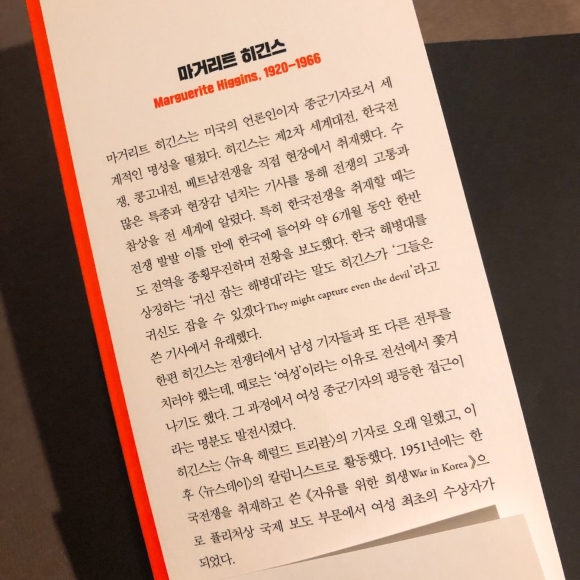 마거리트 히긴스
Marguerite Higgins, 1920–1966
마거리트 히긴스는 미국의 언론인이자 종군기자로서 세
계적인 명성을 떨쳤다. 히긴스는 제2차 세계대전, 한국전
쟁, 콩고내전, 베트남전쟁을 직접 현장에서 취재했다. 수
많은 특종과 현장감 넘치는 기사를 통해 전쟁의 고통과
참상을 전 세계에 알렸다. 특히 한국전쟁을 취재할 때는
전쟁 발발 이틀 만에 한국에 들어와 약 6개월 동안 한반
도 전역을 종횡무진하며 전황을 보도했다. 한국 해병대를
상징하는 ‘귀신 잡는 해병대’라는 말도 히긴스가 ‘그들은
귀신도 잡을 수 있겠다They might capture even the devil’라고
쓴 기사에서 유래했다.
한편 히긴스는 전쟁터에서 남성 기자들과 또 다른 전투를
치러야 했는데, 때로는 ‘여성’이라는 이유로 전선에서 쫓겨
나기도 했다. 그 과정에서 여성 종군기자의 평등한 접근이
라는 명분도 발전시켰다.
히긴스는 〈뉴욕 헤럴드 트리뷴〉의 기자로 오래 일했고, 이
후 〈뉴스데이〉의 칼럼니스트로 활동했다. 1951년에는 한
국전쟁을 취재하고 쓴 《자유를 위한 희생War in Korea》으
로 퓰리처상 국제 보도 부문에서 여성 최초의 수상자가
되었다.